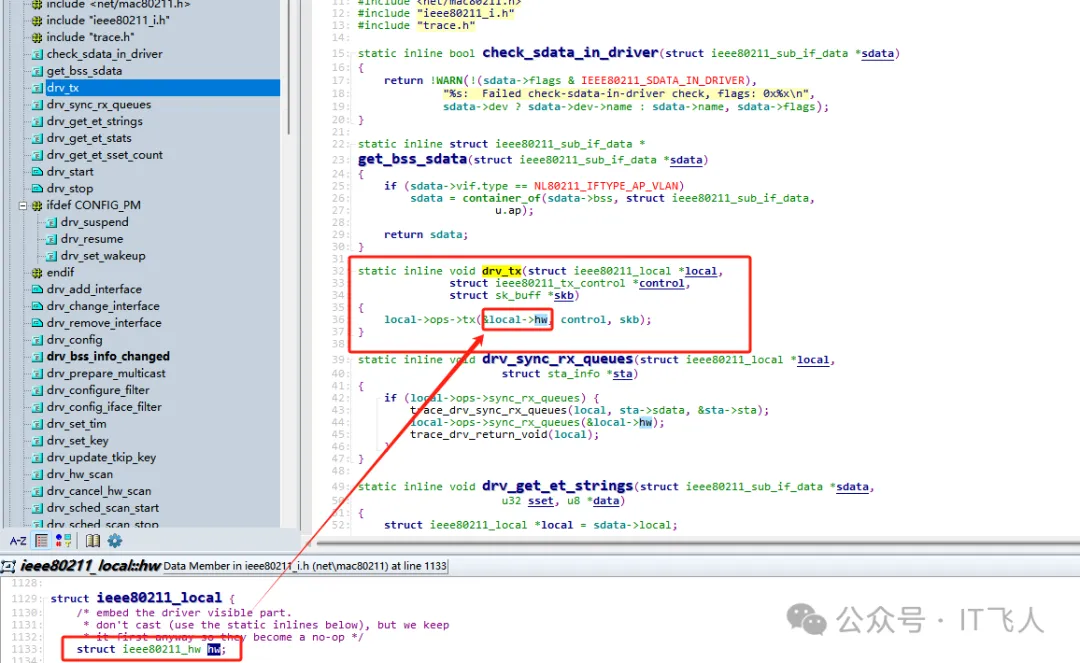 include <net/mac80211.h>
include "ieee80211_i.h"
include "trace.h"
check_sdata_in_driver
get_bss_sdata
drv_tx
drv_sync_rx_queues
drv_get_et_strings
drv_get_et_stats
drv_get_et_sset_count
drv_start
drv_stop
ifdef CONFIG_PM
drv_suspend
drv_resume
drv_set_wakeup
endif
drv_add_interface
drv_change_interface
drv_remove_interface
drv_config
drv_bss_info_changed
drv_prepare_multicast
drv_configure_filter
drv_config_iface_filter
drv_set_tim
drv_set_key
drv_update_tkip_key
drv_hw_scan
drv_cancel_hw_scan
drv_sched_scan_start
drv_sched_scan_stop
A-Z
11: #include <net/mac80211.h>
12: #include "ieee80211_i.h"
13: #include "trace.h"
14:
15: static inline bool check_sdata_in_driver(struct ieee80211_sub_if_data *sdata)
16: {
17: return !WARN(!(sdata->flags & IEEE80211_SDATA_IN_DRIVER),
18: "%s: Failed check-sdata-in-driver check, flags: 0x%x\n",
19: sdata->dev ? sdata->dev->name : sdata->name, sdata->flags);
20: }
21:
22: static inline struct ieee80211_sub_if_data *
23: get_bss_sdata(struct ieee80211_sub_if_data *sdata)
24: {
25: if (sdata->vif.type == NL80211_IFTYPE_AP_VLAN)
26: sdata = container_of(sdata->bss, struct ieee80211_sub_if_data,
27: u.ap);
28:
29: return sdata;
30: }
31:
32: static inline void drv_tx(struct ieee80211_local *local,
33: struct ieee80211_tx_control *control,
34: struct sk_buff *skb)
35: {
36: local->ops->tx(&local->hw, control, skb);
37: }
38:
39: static inline void drv_sync_rx_queues(struct ieee80211_local *local,
40: struct sta_info *sta)
41: {
42: if (local->ops->sync_rx_queues) {
43: trace_drv_sync_rx_queues(local, sta->sdata, &sta->sta);
44: local->ops->sync_rx_queues(&local->hw);
45: trace_drv_return_void(local);
46:
47: }
48:
49: static inline void drv_get_et_strings(struct ieee80211_sub_if_data *sdata,
50: u32 sset, u8 *data)
51: {
52: struct ieee80211_local *local = sdata->local;
ieee80211_local::hw Data Member in ieee80211_i.h (net\mac80211) at line 1133
1128:
1129: struct ieee80211_local {
1130: /* embed the driver visible part.
1131: * don't cast (use the static inlines below), but we keep
1132: * it first anyway so they become a no-op */
1133: struct ieee80211_hw hw;
1134:
公众号 · IT飞人